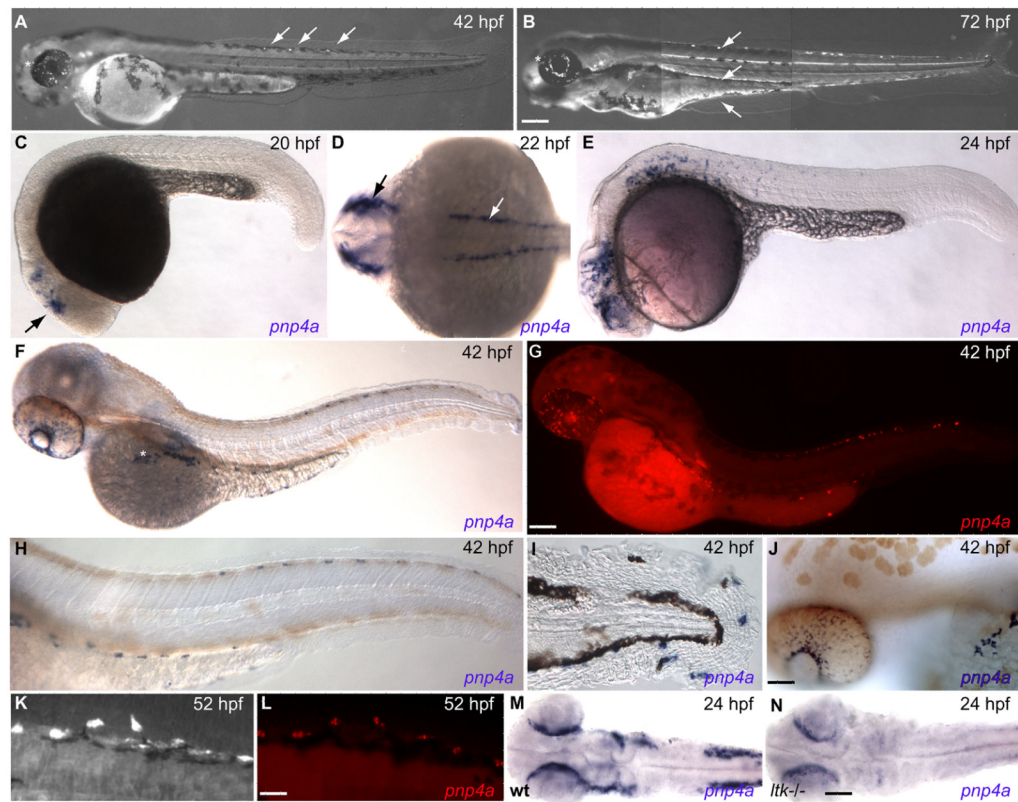 A 42 hpf
*
B 72 hpf
*
C 20 hpf
pnp4a
D 22 hpf
pnp4a
E 24 hpf
pnp4a
F 42 hpf
*
pnp4a
G 42 hpf
pnp4a
H 42 hpf
pnp4a
I 42 hpf
pnp4a
J 42 hpf
pnp4a
K 52 hpf
L 52 hpf
pnp4a
M 24 hpf
wt pnp4a
N 24 hpf
ltk-/- pnp4a